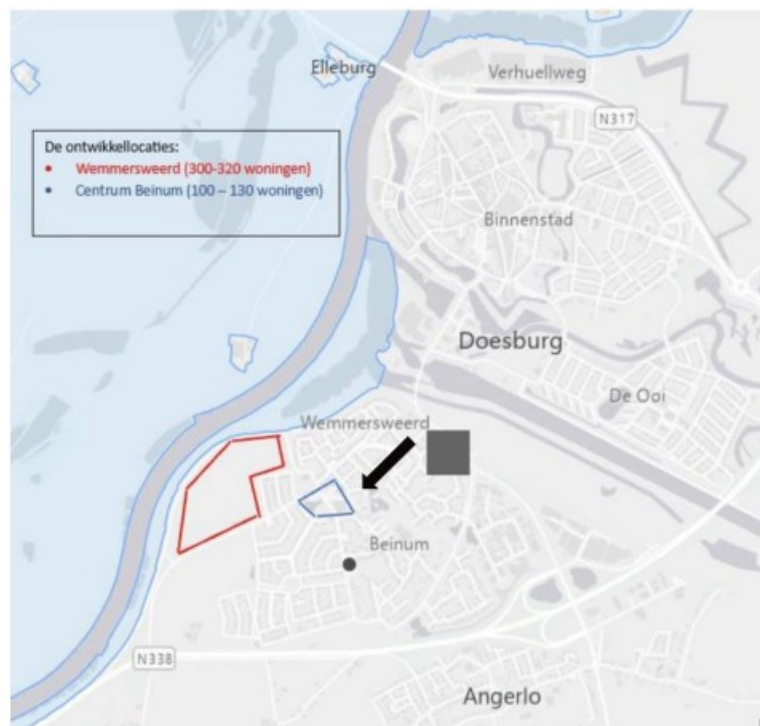 Elleburg
Verhuellweg
N317
De ontwikkellocaties:
• Wemmersweerd (300-320 woningen)
• Centrum Beinum (100 – 130 woningen)
Binnenstad
Doesburg
De Ooi
Wemmersweerd
Beinum
N338
Angerlo